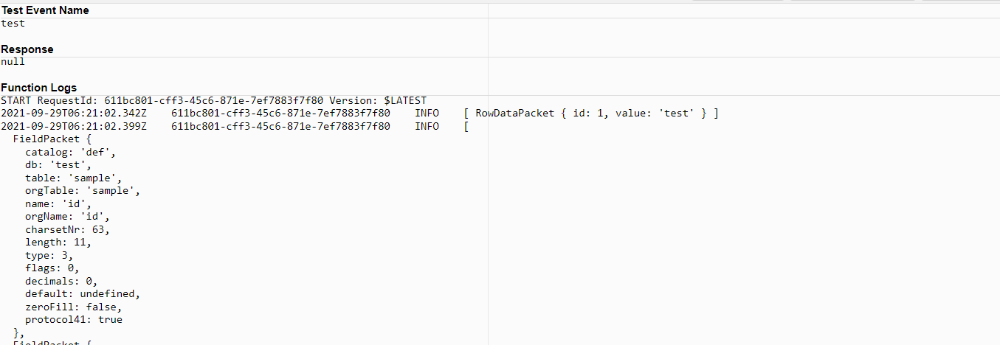 Test Event Name
test
Response
null
Function Logs
START RequestId: 611bc801-cff3-45c6-871e-7ef7883f7f80 Version: $LATEST
2021-09-29T06:21:02.342Z    611bc801-cff3-45c6-871e-7ef7883f7f80    INFO    [ RowDataPacket { id: 1, value: 'test' } ]
2021-09-29T06:21:02.399Z    611bc801-cff3-45c6-871e-7ef7883f7f80    INFO    [
  FieldPacket {
    catalog: 'def',
    db: 'test',
    table: 'sample',
    orgTable: 'sample',
    name: 'id',
    orgName: 'id',
    charsetNr: 63,
    length: 11,
    type: 3,
    flags: 0,
    decimals: 0,
    default: undefined,
    zeroFill: false,
    protocol41: true
  },
  FieldPacket {